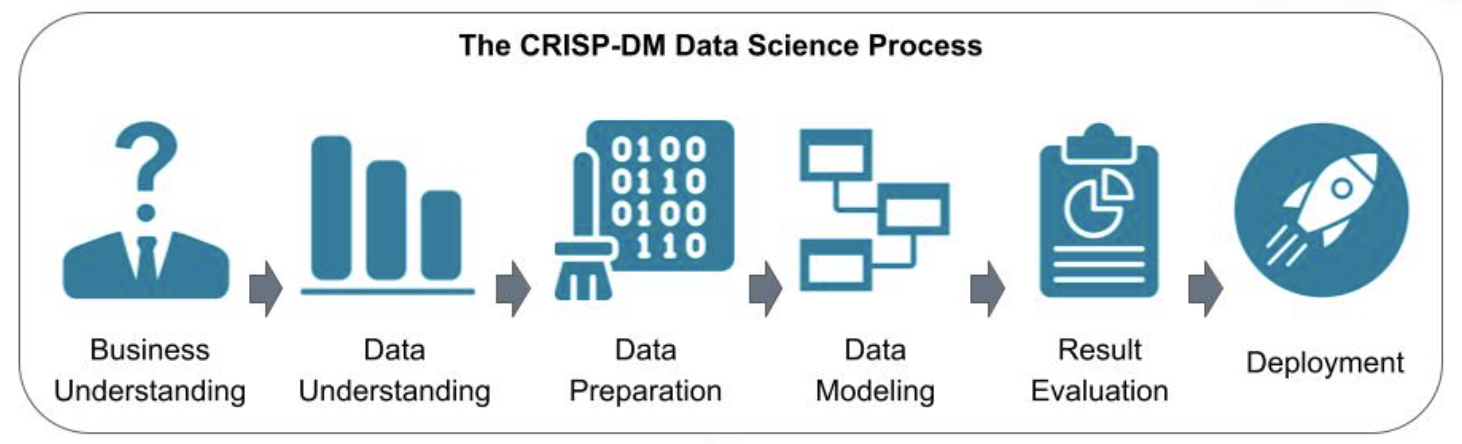 The CRISP-DM Data Science Process
0100
0110
0100
110
Business
Understanding
Data
Understanding
Data
Preparation
Data
Modeling
Result
Evaluation
Deployment